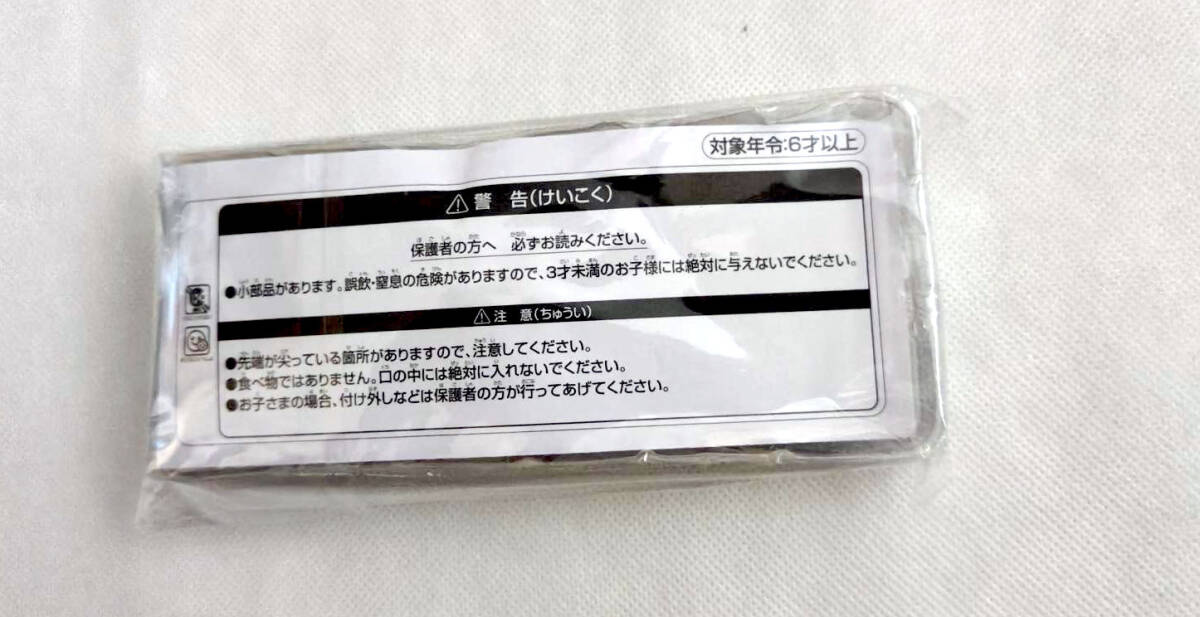 対象年令:6才以上
⚠警 告(けいこく)
保護者の方へ 必ずお読みください。
●小部品があります。誤飲・窒息の危険がありますので、3才未満のお子様には絶対に与えないでください。
⚠注 意(ちゅうい)
●先端が尖っている箇所がありますので、注意してください。
●食べ物ではありません。口の中には絶対に入れないでください。
●お子さまの場合、付け外しなどは保護者の方が行ってあげてください。